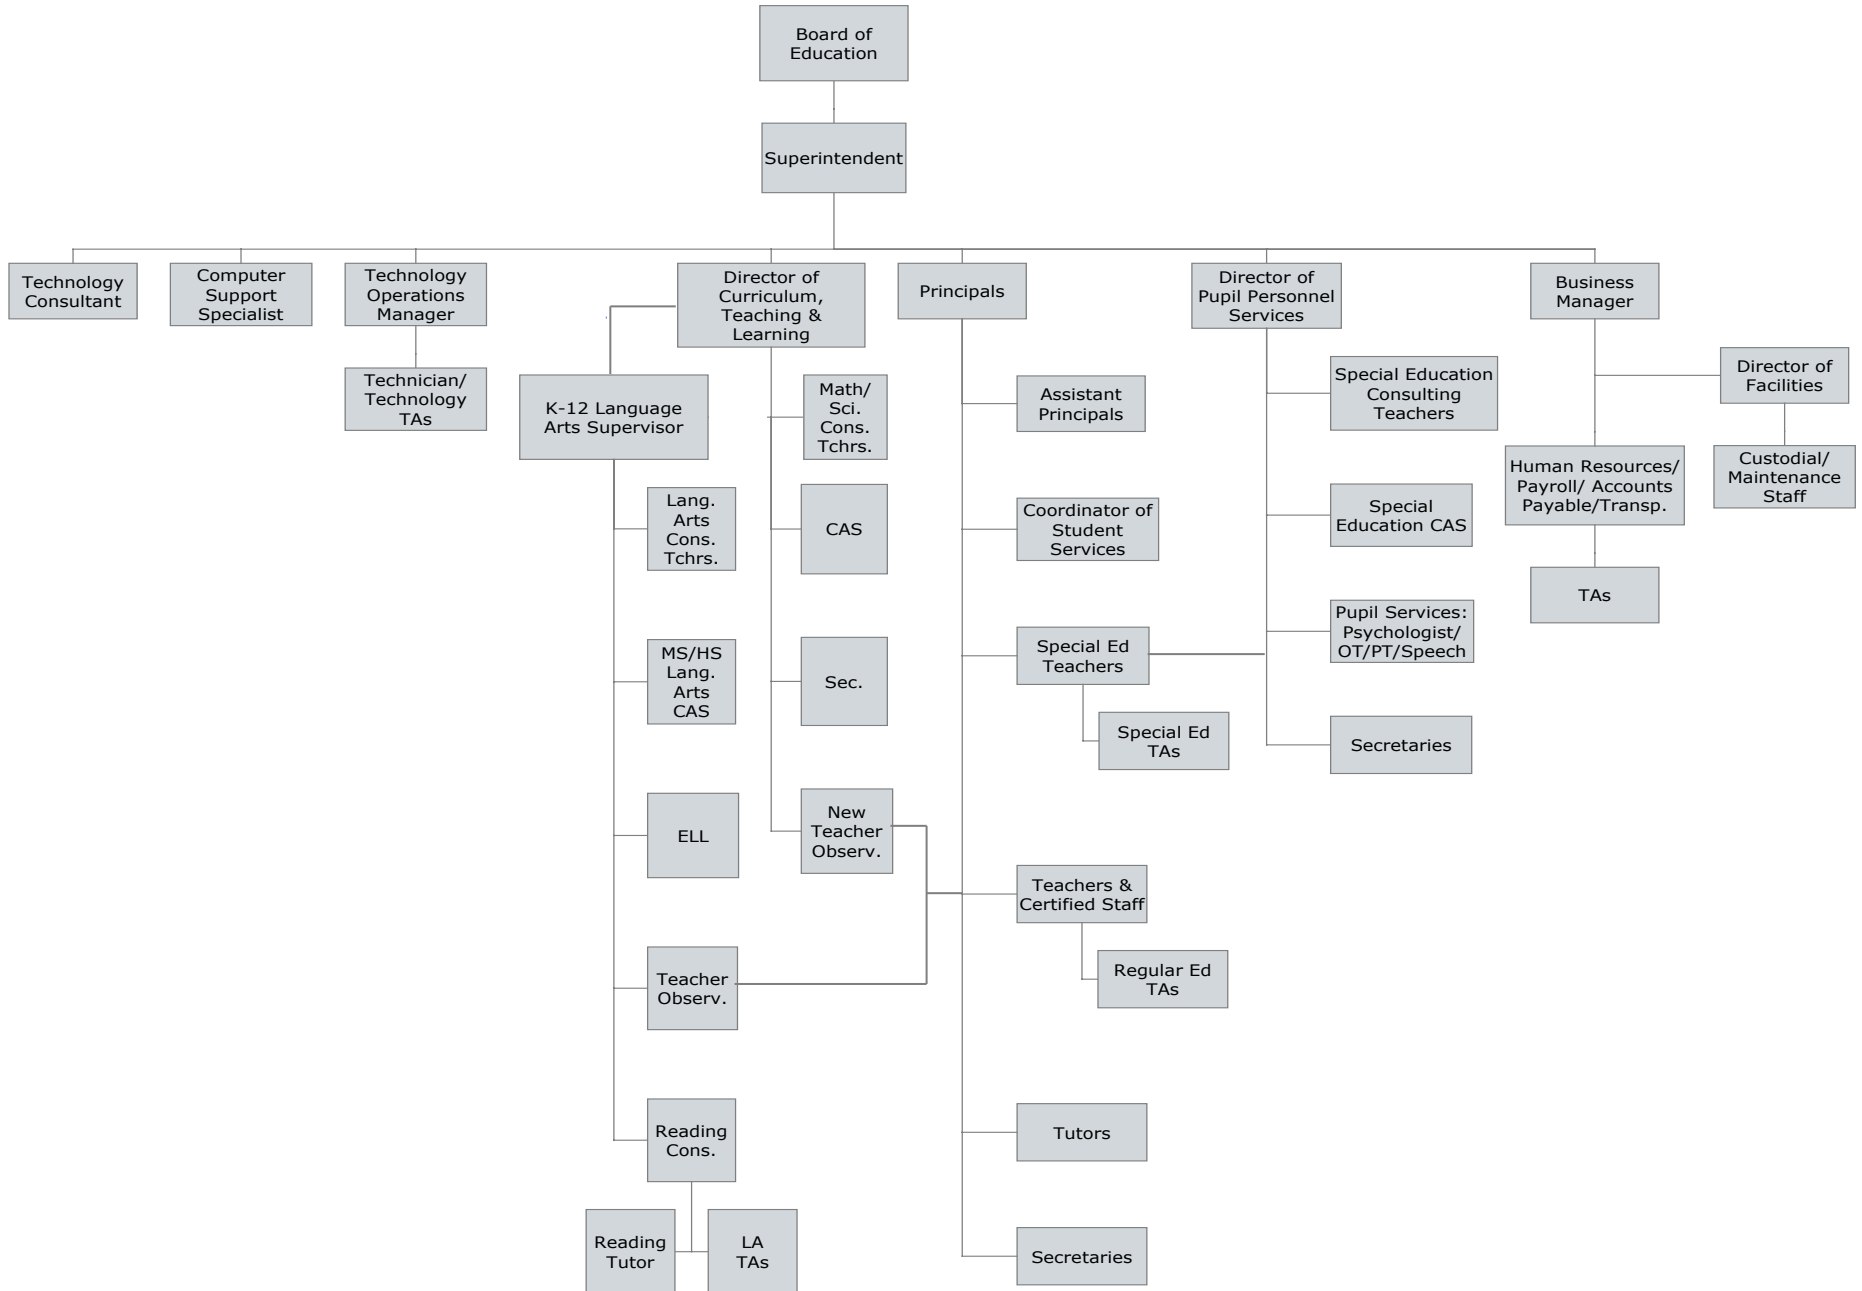 Board of
Education
Superintendent
Technology
Consultant
Computer
Support
Specialist
Technology
Operations
Manager
Technician/
Technology
TAs
Director of
Curriculum,
Teaching &
Learning
K-12 Language
Arts Supervisor
Lang.
Arts
Cons.
Tchrs.
MS/HS
Lang.
Arts
CAS
ELL
Teacher
Observ.
Reading
Cons.
Reading
Tutor
LA
TAs
Math/
Sci.
Cons.
Tchrs.
CAS
Sec.
New
Teacher
Observ.
Principals
Assistant
Principals
Coordinator of
Student
Services
Special Ed
Teachers
Special Ed
TAs
Teachers &
Certified Staff
Regular Ed
TAs
Tutors
Secretaries
Director of
Pupil Personnel
Services
Special Education
Consulting
Teachers
Special
Education CAS
Pupil Services:
Psychologist/
OT/PT/Speech
Secretaries
Business
Manager
Director of
Facilities
Custodial/
Maintenance
Staff
Human Resources/
Payroll/ Accounts
Payable/Transp.
TAs